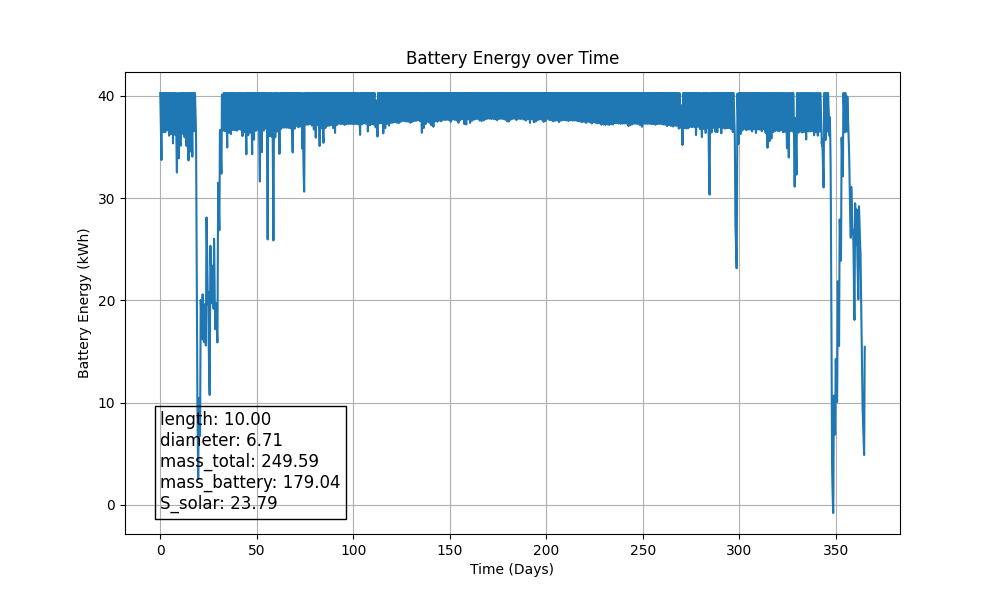 Battery Energy over Time
Battery Energy (kWh)
40
30
20
10
0
length: 10.00
diameter: 6.71
mass_total: 249.59
mass_battery: 179.04
S_solar: 23.79
0 50 100 150 200 250 300 350
Time (Days)